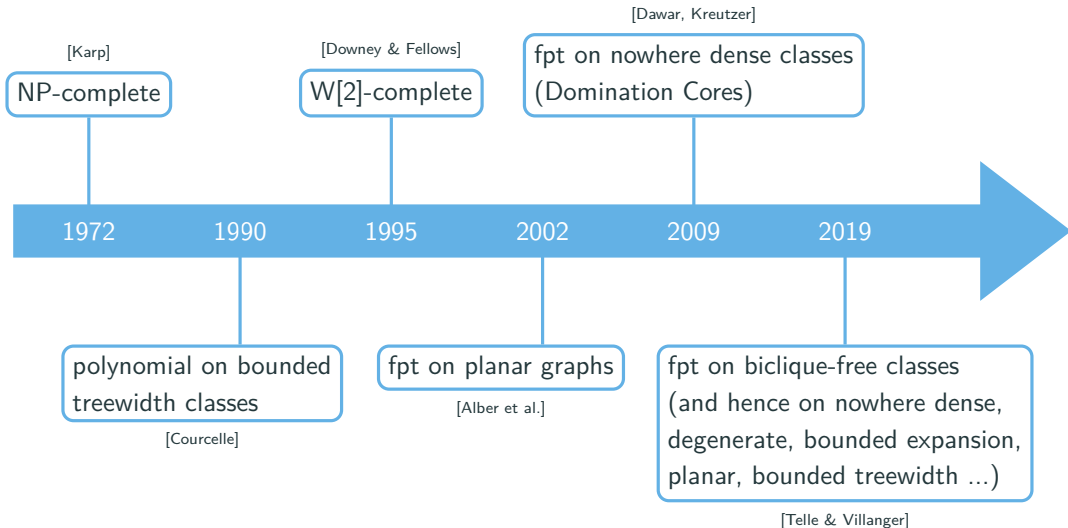 [Dawar, Kreutzer]
[Karp]
[Downey & Fellows]
NP-complete
W[2]-complete
fpt on nowhere dense classes
(Domination Cores)
1972
1990
1995
2002
2009
2019
polynomial on bounded
treewidth classes
[Courcelle]
fpt on planar graphs
[Alber et al.]
fpt on biclique-free classes
(and hence on nowhere dense,
degenerate, bounded expansion,
planar, bounded treewidth ...)
[Telle & Villanger]